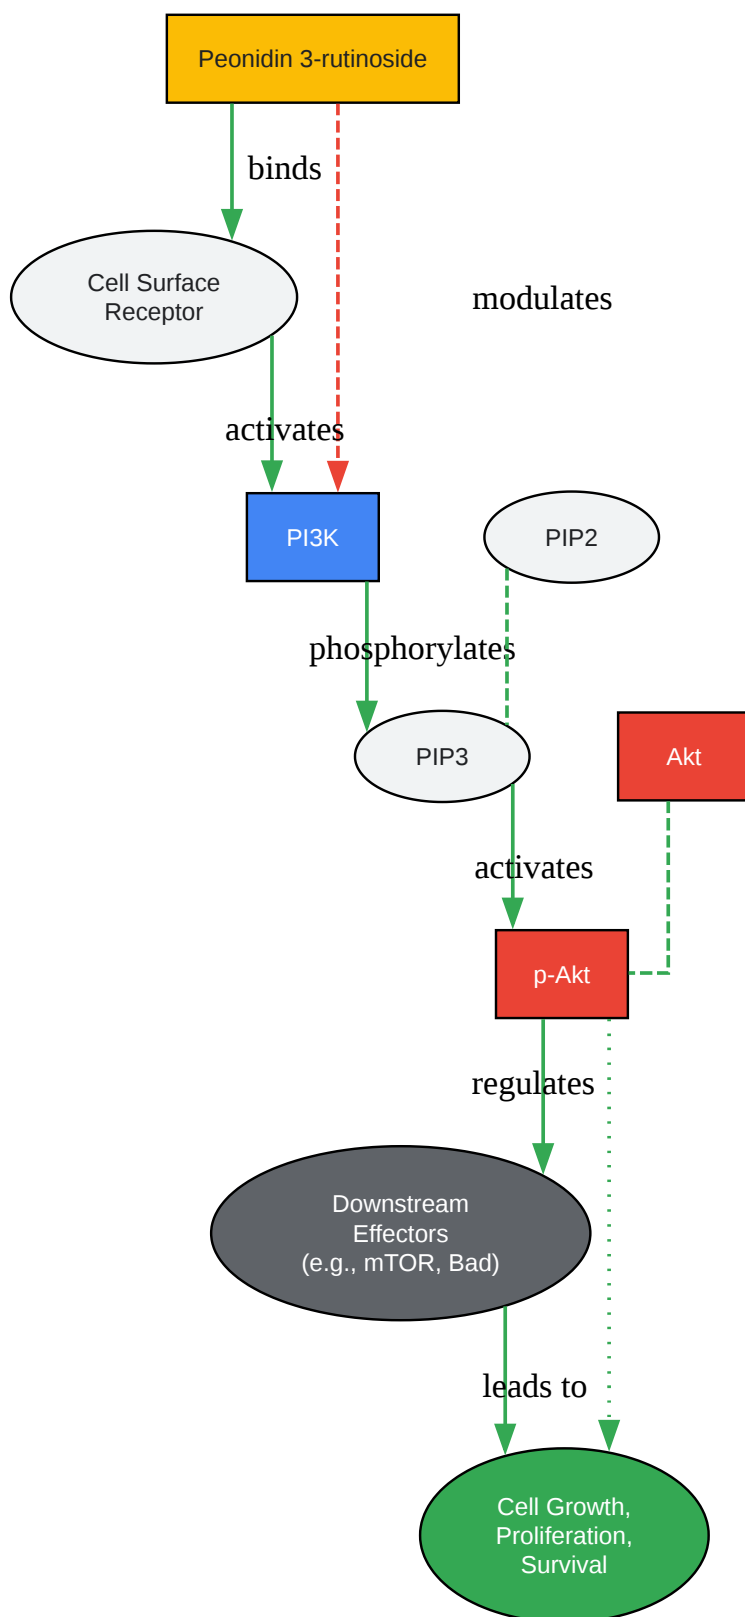 Peonidin 3-rutinoside
binds
Cell Surface
Receptor
modulates
activates
PI3K
PIP2
phosphorylates
PIP3
Akt
activates
p-Akt
regulates
Downstream
Effectors
(e.g., mTOR, Bad)
leads to
Cell Growth,
Proliferation,
Survival